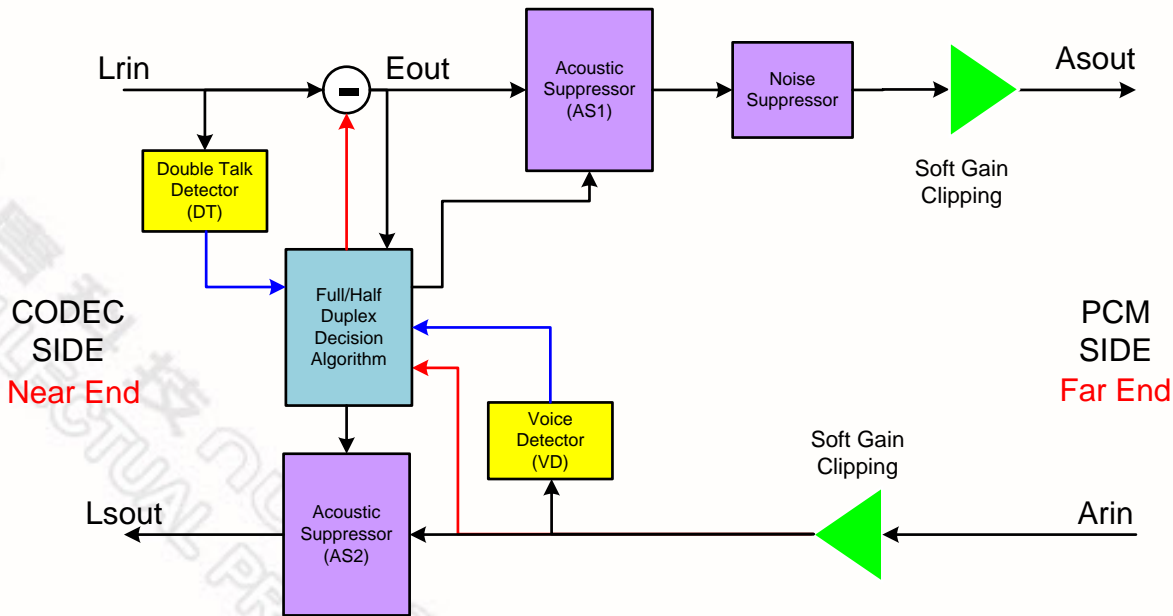 Lrin
Eout
Acoustic
Suppressor
(AS1)
Noise
Suppressor
Asout
Double Talk
Detector
(DT)
Soft Gain
Clipping
CODEC
SIDE
Near End
Full/Half
Duplex
Decision
Algorithm
PCM
SIDE
Far End
Voice
Detector
(VD)
Soft Gain
Clipping
Lsout
Acoustic
Suppressor
(AS2)
Arin
科技